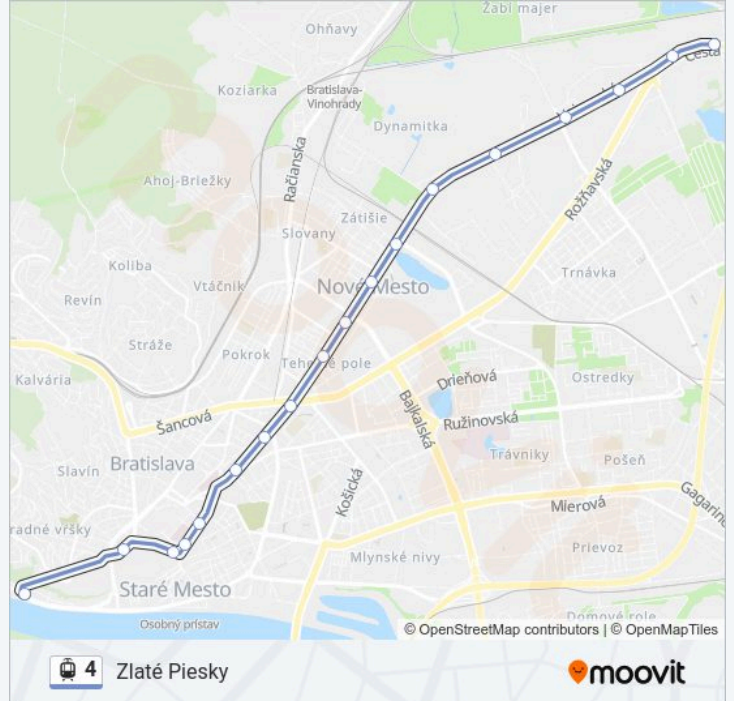 Žabí majer
Ohňavy
Cesta
Koziarka
Bratislava-
Vinohrady
Dynamitka
Račianska
Rožňavská
Ahoj-Briežky
Zátišie
Slovany
Koliba
Trnávka
Vtáčnik
Nové Mesto
Revín
Stráže
Pokrok
Tehelné pole
Kalvária
Drieňová
Ostredky
Bajkalská
Šancová
Ružinovská
Bratislava
Trávniky
Pošeň
Slavín
Košická
Mierová
Gagarino
radné vŕšky
Prievoz
Mlynské nivy
Staré Mesto
Domové role
Osobný prístav
© OpenStreetMap contributors | © OpenMapTiles
4 Zlaté Piesky
moovit